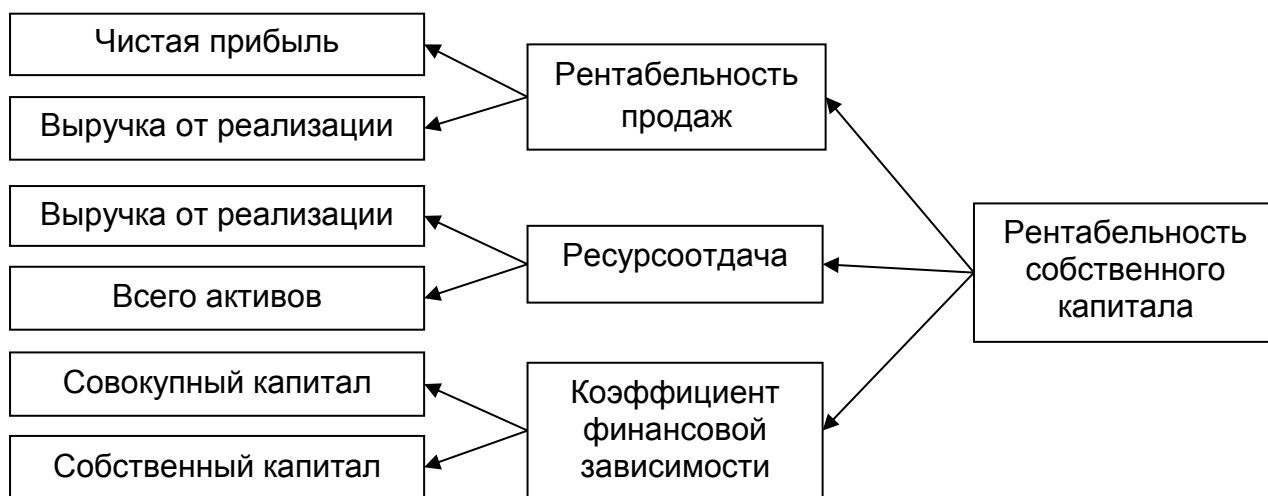 Чистая прибыль
Выручка от реализации
Выручка от реализации
Всего активов
Совокупный капитал
Собственный капитал
Рентабельность
продаж
Ресурсоотдача
Коэффициент
финансовой
зависимости
Рентабельность
собственного
капитала